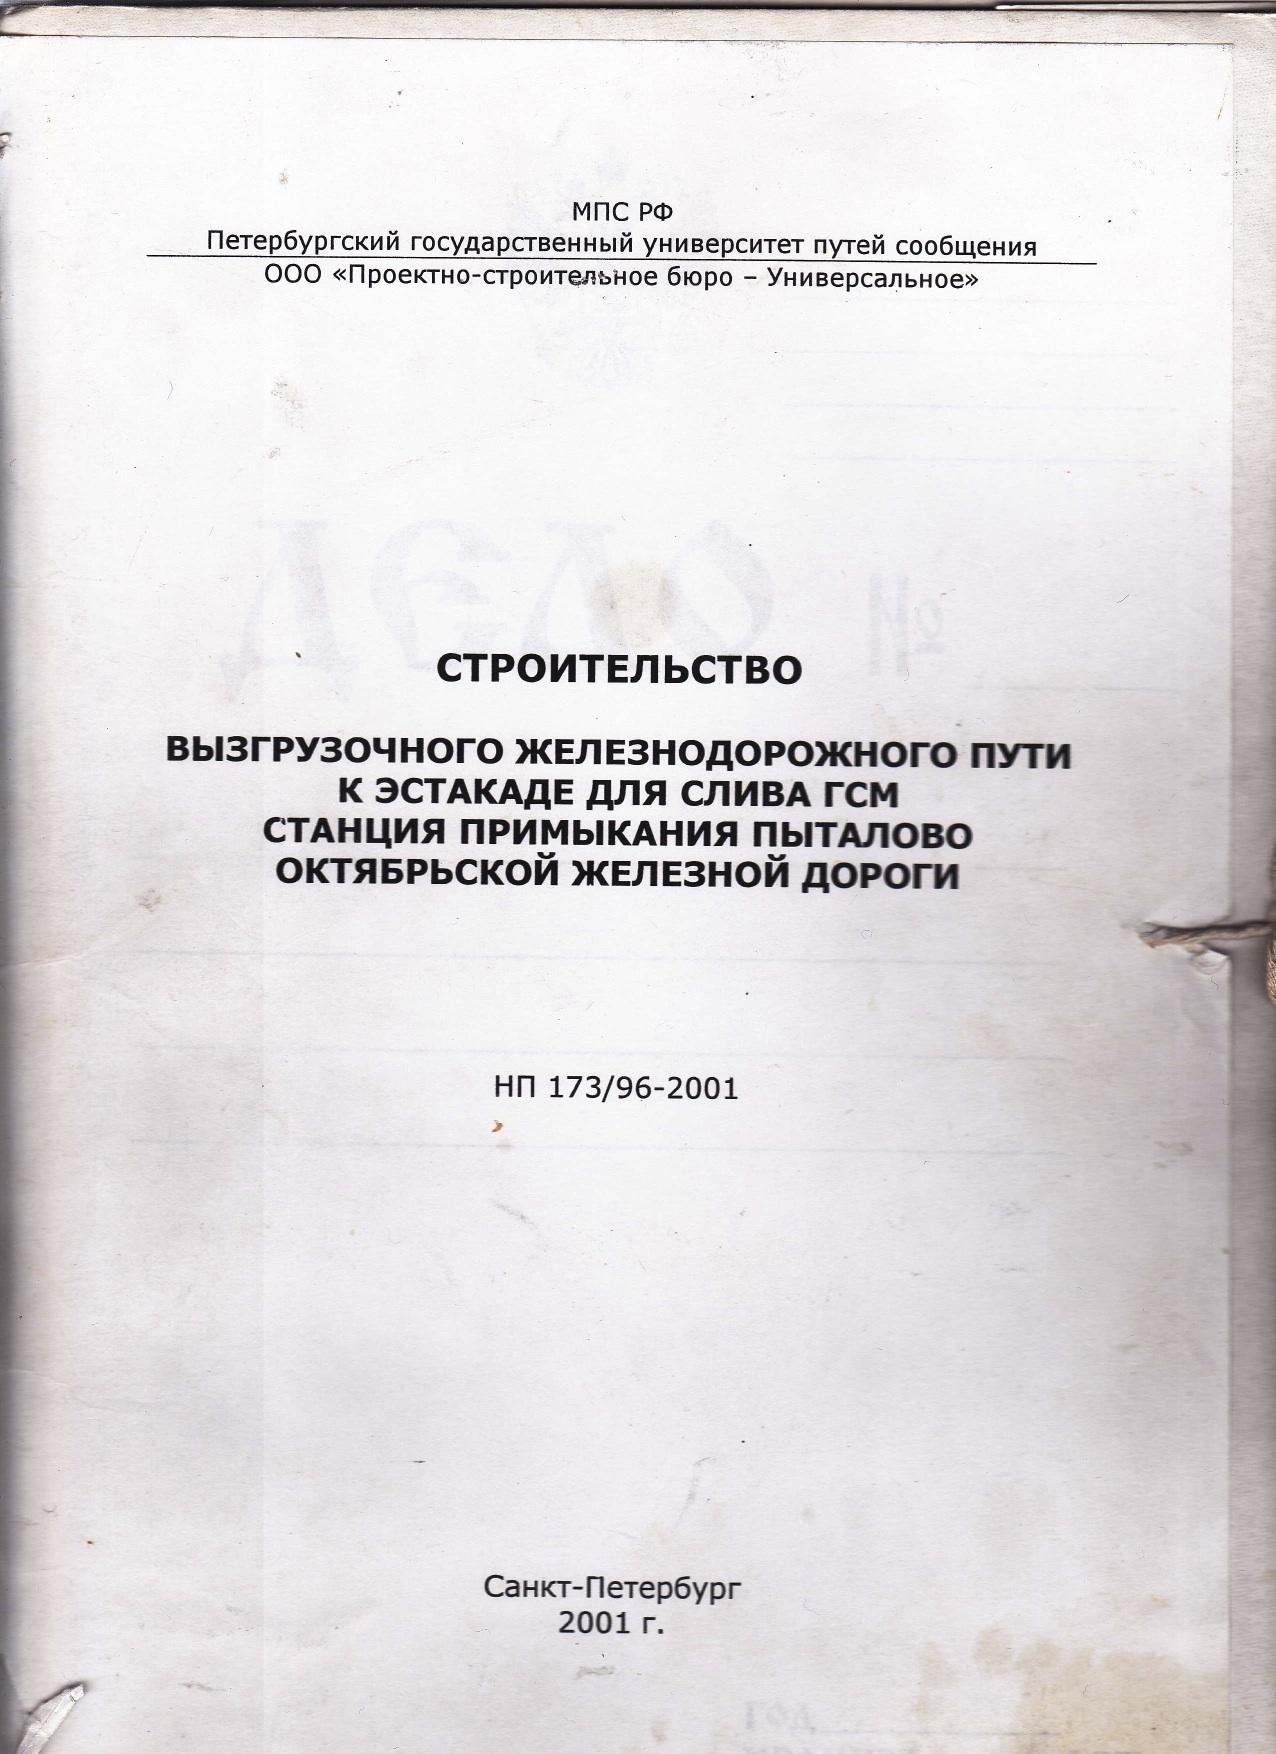 МПС РФ
Петербургский государственный университет путей сообщения
ООО «Проектно-строительное бюро – Универсальное»
ДЕЛО №
СТРОИТЕЛЬСТВО
ВЫЗГРУЗОЧНОГО ЖЕЛЕЗНОДОРОЖНОГО ПУТИ
К ЭСТАКАДЕ ДЛЯ СЛИВА ГСМ
СТАНЦИЯ ПРИМЫКАНИЯ ПЫТАЛОВО
ОКТЯБРЬСКОЙ ЖЕЛЕЗНОЙ ДОРОГИ
НП 173/96-2001
Санкт-Петербург
2001 г.